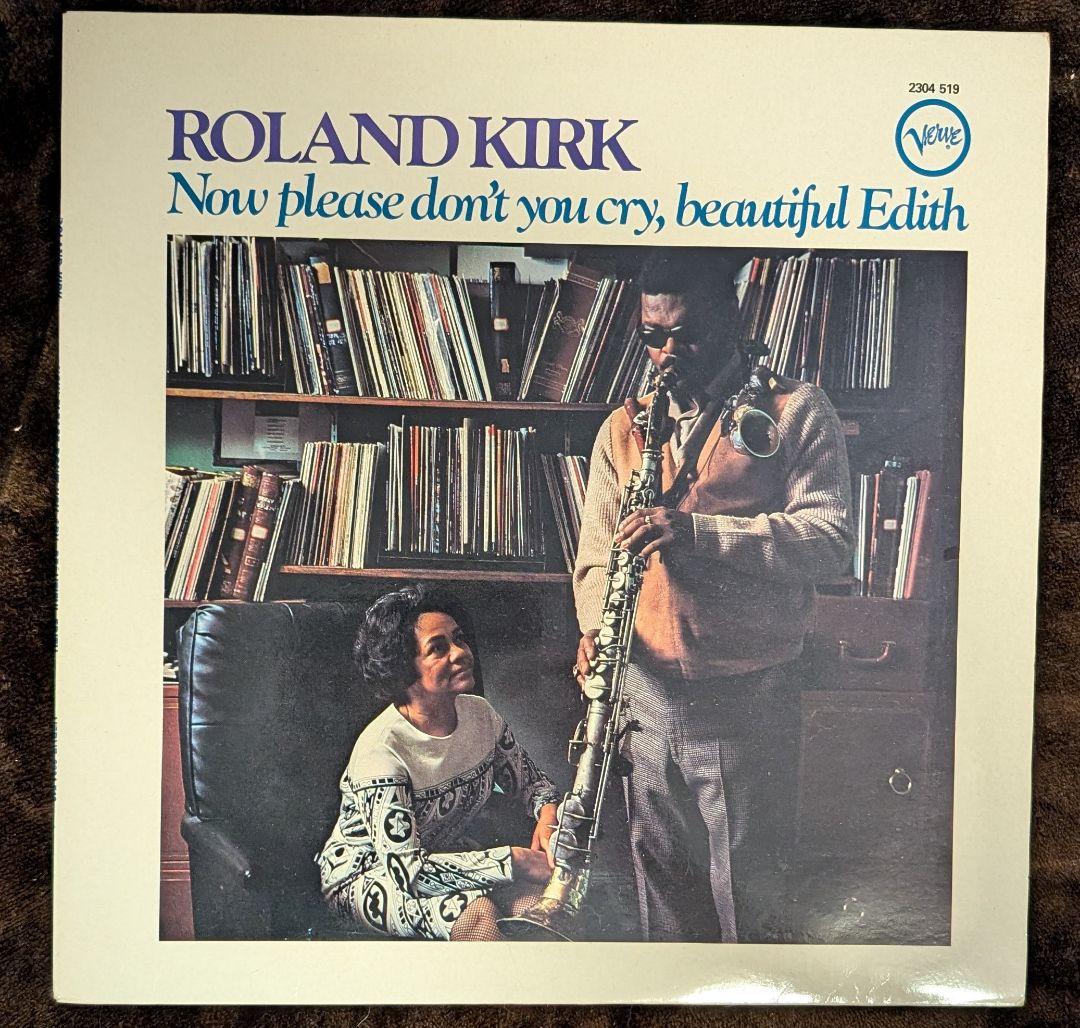 2304 519
Verve
ROLAND KIRK
Now please don't you cry, beautiful Edith